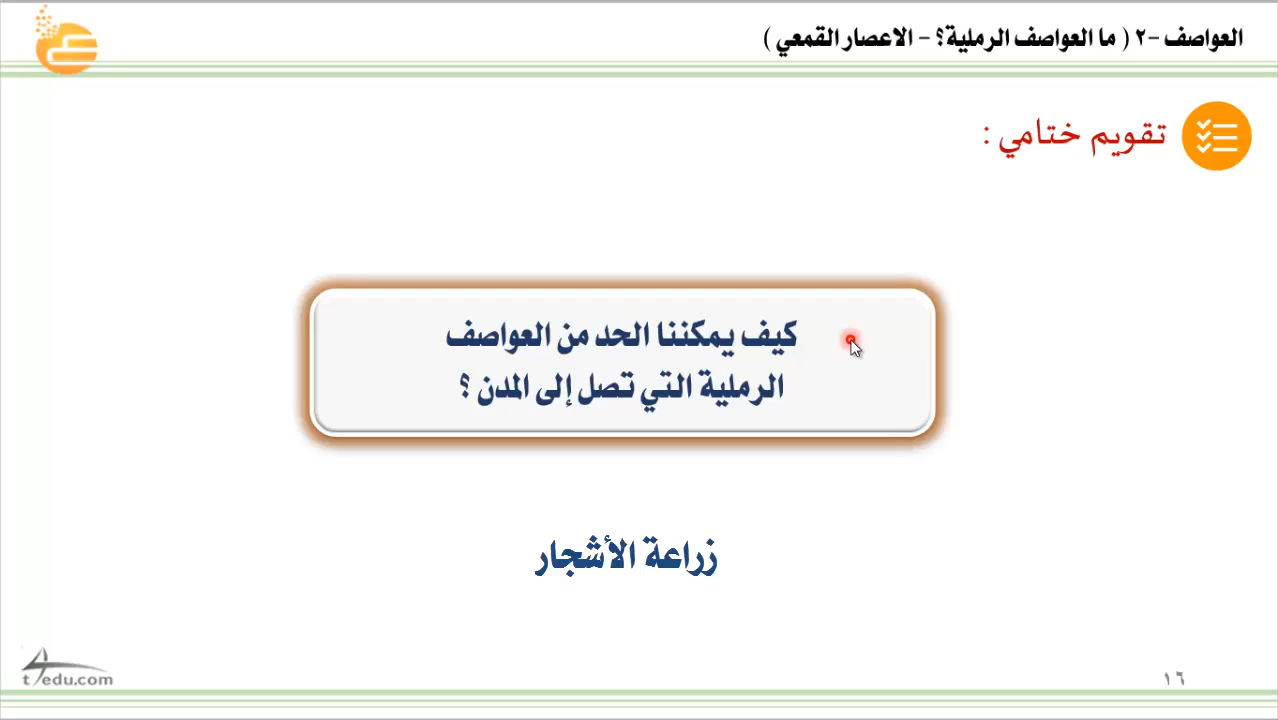 العواصف -٢ ( ما العواصف الرملية؟ - الاعصار القمعي )
تقويم ختامي :
كيف يمكننا الحد من العواصف
الرملية التي تصل إلى المدن ؟
زراعة الأشجار
t4edu.com
١٦